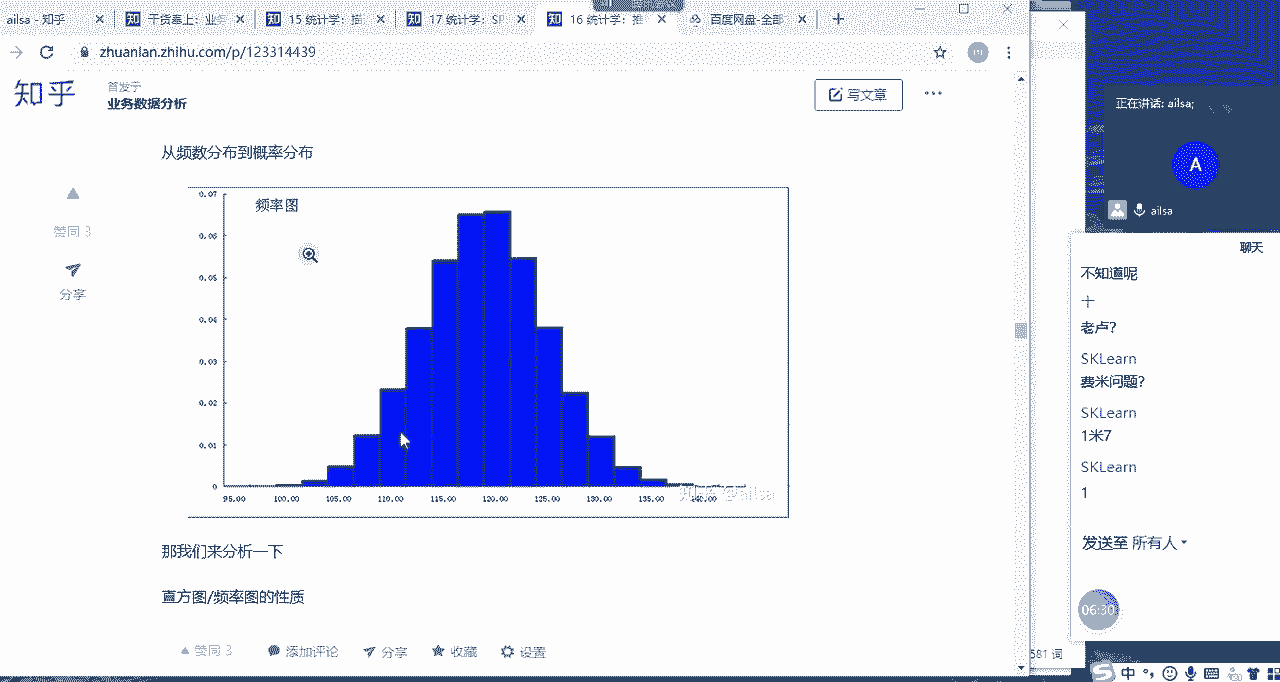 ailsa - 知乎
干货塞上：业务
15 统计学：描
17 统计学：SP
16 统计学：推
百度网盘-全部
zhuanlan.zhihu.com/p/123314439
知乎
首发于
业务数据分析
写文章
从频数分布到概率分布
赞同 3
分享
频率图
0.07
0.06
0.05
0.04
0.03
0.02
0.01
0
95.00 100.00 105.00 110.00 115.00 120.00 125.00 130.00 135.00 140.00
知乎 @ailsa
那我们来分析一下
直方图/频率图的性质
赞同 3 添加评论 分享 收藏 设置
正在讲话: ailsa;
A
ailsa
聊天
不知道呢
十
老卢?
SKLearn
费米问题?
SKLearn
1米7
SKLearn
1
发送至 所有人
06:30
581 词
中